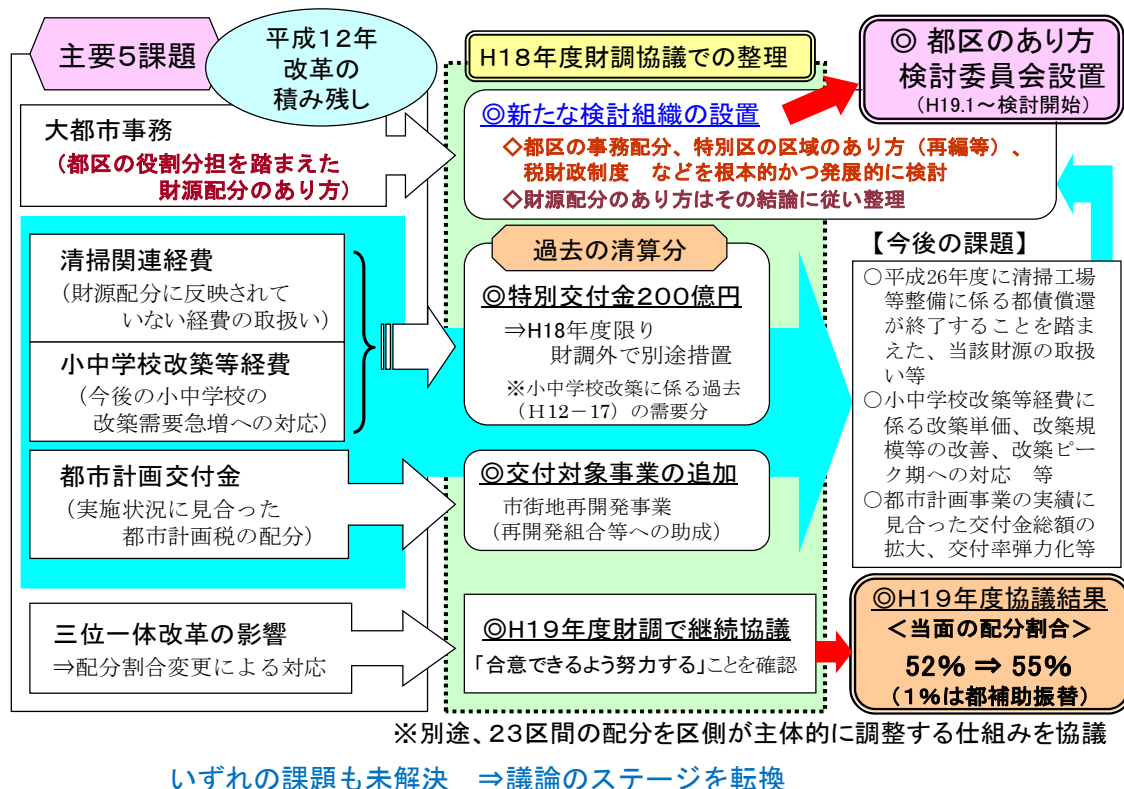 主要5課題
平成12年
改革の
積み残し
H18年度財調協議での整理
◎ 都区のあり方
検討委員会設置
(H19.1～検討開始)
大都市事務
(都区の役割分担を踏まえた
財源配分のあり方)
◎新たな検討組織の設置
◇都区の事務配分、特別区の区域のあり方（再編等）、
税財政制度 などを根本的かつ発展的に検討
◇財源配分のあり方はその結論に従い整理
清掃関連経費
(財源配分に反映されて
いない経費の取扱い)
小中学校改築等経費
(今後の小中学校の
改築需要急増への対応)
過去の清算分
◎特別交付金200億円
⇒H18年度限り
財調外で別途措置
※小中学校改築に係る過去
（H12－17）の需要分
都市計画交付金
(実施状況に見合った
都市計画税の配分)
◎交付対象事業の追加
市街地再開発事業
(再開発組合等への助成)
【今後の課題】
○平成26年度に清掃工場
等整備に係る都債償還
が終了することを踏ま
えた、当該財源の取扱
い等
○小中学校改築等経費に
係る改築単価、改築規
模等の改善、改築ピー
ク期への対応 等
○都市計画事業の実績に
見合った交付金総額の
拡大、交付率弾力化等
三位一体改革の影響
⇒配分割合変更による対応
◎H19年度財調で継続協議
「合意できるよう努力する」ことを確認
◎H19年度協議結果
＜当面の配分割合＞
52% ⇒ 55%
(1%は都補助振替)
※別途、23区間の配分を区側が主体的に調整する仕組みを協議
いずれの課題も未解決 ⇒議論のステージを転換